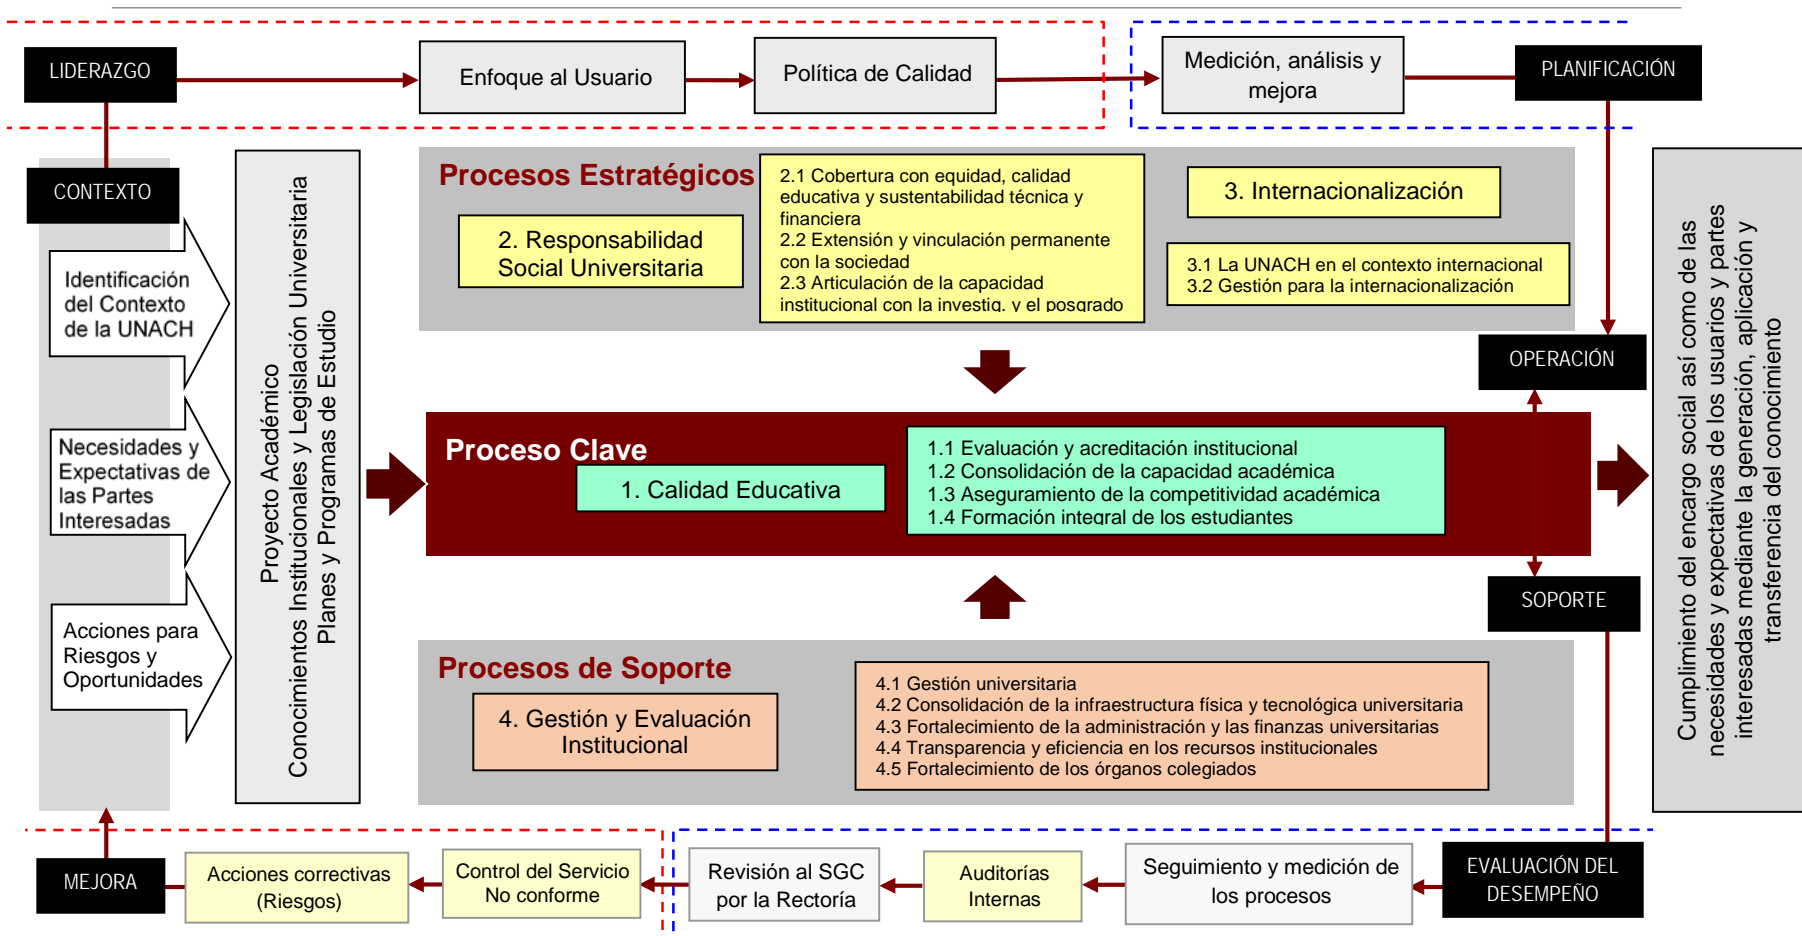 LIDERAZGO
Enfoque al Usuario
Política de Calidad
Medición, análisis y
mejora
PLANIFICACIÓN
CONTEXTO
Identificación
del Contexto
de la UNACH
Necesidades y
Expectativas de
las Partes
Interesadas
Acciones para
Riesgos y
Oportunidades
Proyecto Académico
Conocimientos Institucionales y Legislación Universitaria
Planes y Programas de Estudio
Procesos Estratégicos
2. Responsabilidad
Social Universitaria
2.1 Cobertura con equidad, calidad
educativa y sustentabilidad técnica y
financiera
2.2 Extensión y vinculación permanente
con la sociedad
2.3 Articulación de la capacidad
institucional con la investig. y el posgrado
3. Internacionalización
3.1 La UNACH en el contexto internacional
3.2 Gestión para la internacionalización
OPERACIÓN
Proceso Clave
1. Calidad Educativa
1.1 Evaluación y acreditación institucional
1.2 Consolidación de la capacidad académica
1.3 Aseguramiento de la competitividad académica
1.4 Formación integral de los estudiantes
SOPORTE
Procesos de Soporte
4. Gestión y Evaluación
Institucional
4.1 Gestión universitaria
4.2 Consolidación de la infraestructura física y tecnológica universitaria
4.3 Fortalecimiento de la administración y las finanzas universitarias
4.4 Transparencia y eficiencia en los recursos institucionales
4.5 Fortalecimiento de los órganos colegiados
Cumplimiento del encargo social así como de las
necesidades y expectativas de los usuarios y partes
interesadas mediante la generación, aplicación y
transferencia del conocimiento
MEJORA
Acciones correctivas
(Riesgos)
Control del Servicio
No conforme
Revisión al SGC
por la Rectoría
Auditorías
Internas
Seguimiento y medición de
los procesos
EVALUACIÓN DEL
DESEMPEÑO